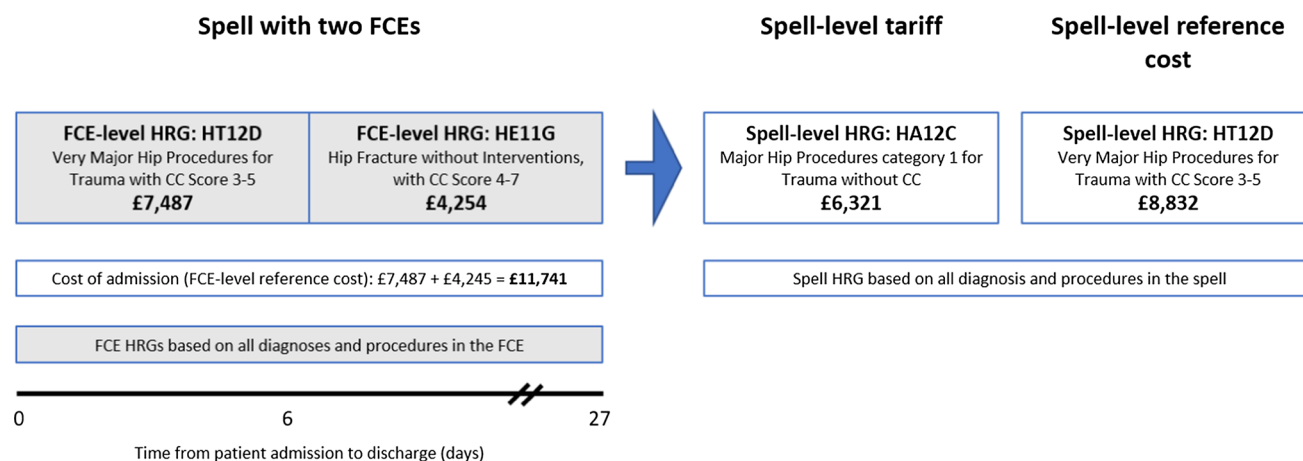 Spell with two FCEs
Spell-level tariff
Spell-level reference
cost
FCE-level HRG: HT12D
Very Major Hip Procedures for
Trauma with CC Score 3-5
£7,487
FCE-level HRG: HE11G
Hip Fracture without Interventions,
with CC Score 4-7
£4,254
Spell-level HRG: HA12C
Major Hip Procedures category 1 for
Trauma without CC
£6,321
Spell-level HRG: HT12D
Very Major Hip Procedures for
Trauma with CC Score 3-5
£8,832
Cost of admission (FCE-level reference cost): £7,487 + £4,245 = £11,741
Spell HRG based on all diagnosis and procedures in the spell
FCE HRGs based on all diagnoses and procedures in the FCE
0
6
27
Time from patient admission to discharge (days)